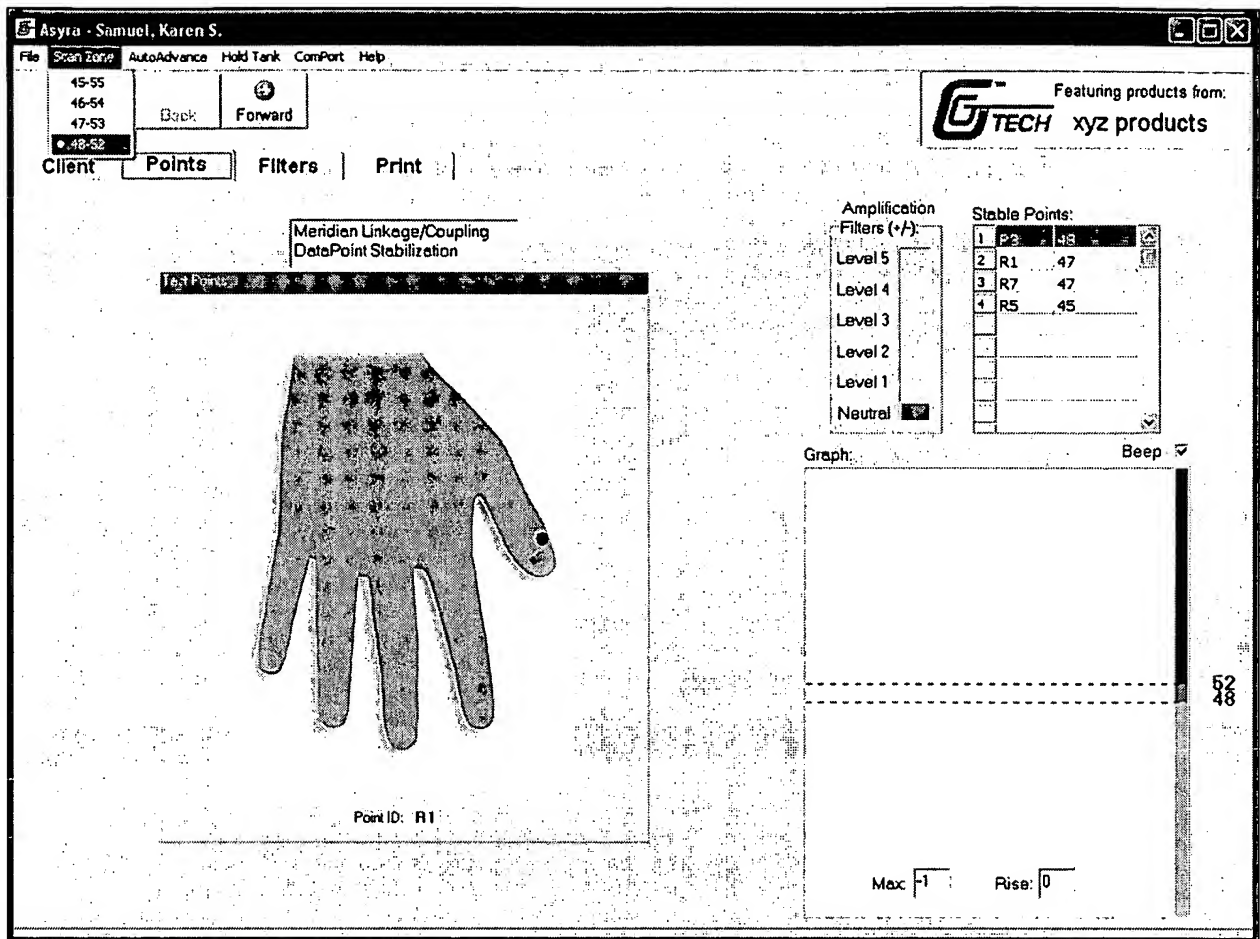 Asyra - Samuel, Karen S.
File Scan Zone AutoAdvance Hold Tank ComPort Help
45-55
46-54
47-53
48-52
Back
Forward
GTECH
Featuring products from:
xyz products
Client Points Filters Print
Meridian Linkage/Coupling
DataPoint Stabilization
Test Points
Point ID: R1
Amplification
Filters (+/-):
Level 5
Level 4
Level 3
Level 2
Level 1
Neutral
Stable Points:
1 P3 48
2 R1 47
3 R7 47
4 R5 45
Graph:
Beep
52
48
Max: -1
Rise: 0